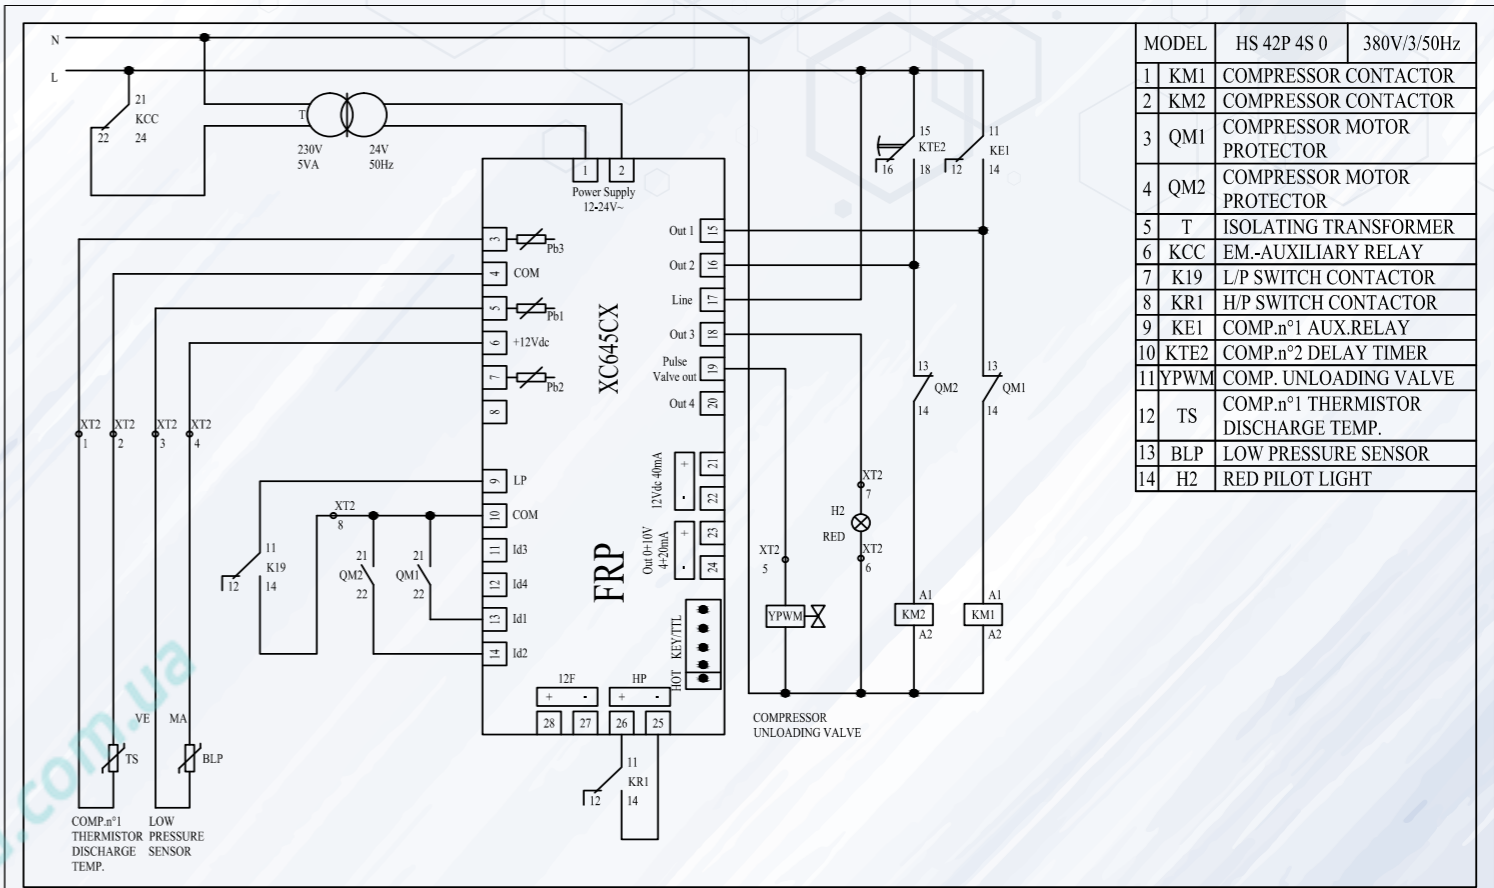 N
L
21
KCC
22 24
T
230V 24V
5VA 50Hz
1 2
Power Supply
12-24V~
3 Pb3
4 COM
5 Pb1
6 +12Vdc
7 Pb2
8
9 LP
10 COM
11 Id3
12 Id4
13 Id1
14 Id2
XC645CX
FRP
Out 1 15
Out 2 16
Line 17
Out 3 18
Pulse
Valve out 19
Out 4 20
12Vdc 40mA
+ 21
- 22
Out 0÷10V
4÷20mA
+ 23
- 24
HOT KEY/TTL
12F HP
+ - + -
28 27 26 25
11
KR1
12 14
XT2 XT2 XT2 XT2
1 2 3 4
XT2
8
11
K19
12 14
21 21
QM2 QM1
22 22
VE MA
TS BLP
COMP.n°1
THERMISTOR
DISCHARGE
TEMP.
LOW
PRESSURE
SENSOR
15
KTE2
16 18
11
KE1
12 14
13 13
QM2 QM1
14 14
XT2
7
H2
RED
XT2
6
XT2
5
YPWM
A1 A1
KM2 KM1
A2 A2
COMPRESSOR
UNLOADING VALVE
MODEL HS 42P 4S 0 380V/3/50Hz
1 KM1 COMPRESSOR CONTACTOR
2 KM2 COMPRESSOR CONTACTOR
3 QM1 COMPRESSOR MOTOR
PROTECTOR
4 QM2 COMPRESSOR MOTOR
PROTECTOR
5 T ISOLATING TRANSFORMER
6 KCC EM.-AUXILIARY RELAY
7 K19 L/P SWITCH CONTACTOR
8 KR1 H/P SWITCH CONTACTOR
9 KE1 COMP.n°1 AUX.RELAY
10 KTE2 COMP.n°2 DELAY TIMER
11 YPWM COMP. UNLOADING VALVE
12 TS COMP.n°1 THERMISTOR
DISCHARGE TEMP.
13 BLP LOW PRESSURE SENSOR
14 H2 RED PILOT LIGHT
.com.ua